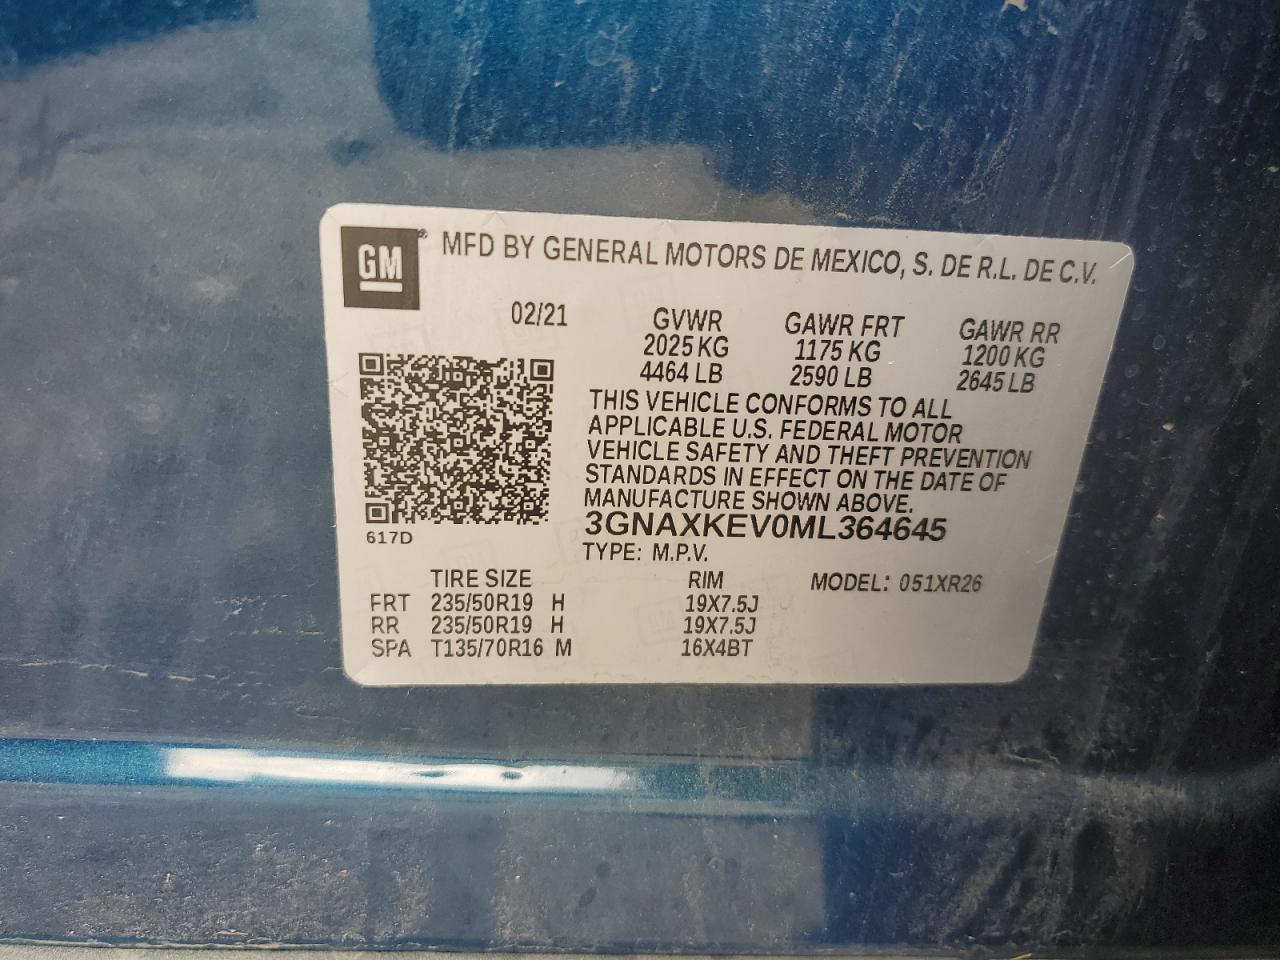 GM® MFD BY GENERAL MOTORS DE MEXICO, S. DE R.L. DE C.V.
02/21 GVWR GAWR FRT GAWR RR
2025 KG 1175 KG 1200 KG
4464 LB 2590 LB 2645 LB
THIS VEHICLE CONFORMS TO ALL
APPLICABLE U.S. FEDERAL MOTOR
VEHICLE SAFETY AND THEFT PREVENTION
STANDARDS IN EFFECT ON THE DATE OF
MANUFACTURE SHOWN ABOVE.
3GNAXKEV0ML364645
617D
TYPE: M.P.V.
TIRE SIZE RIM MODEL: 051XR26
FRT 235/50R19 H 19X7.5J
RR 235/50R19 H 19X7.5J
SPA T135/70R16 M 16X4BT